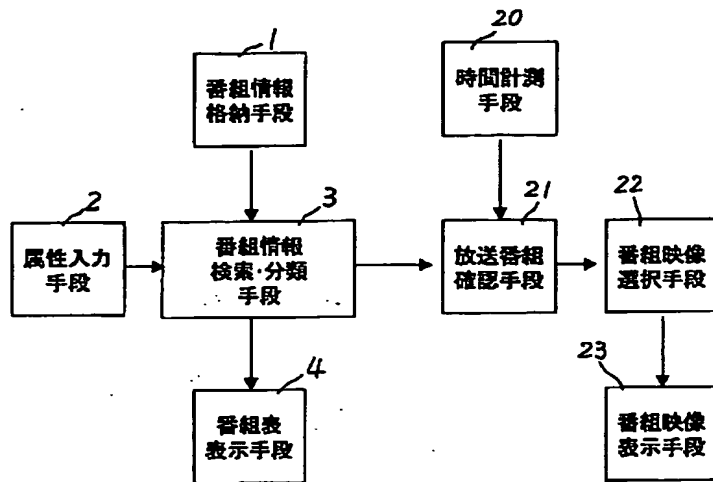 1
番組情報
格納手段
20
時間計測
手段
2
属性入力
手段
3
番組情報
検索・分類
手段
21
放送番組
確認手段
22
番組映像
選択手段
4
番組表
表示手段
23
番組映像
表示手段